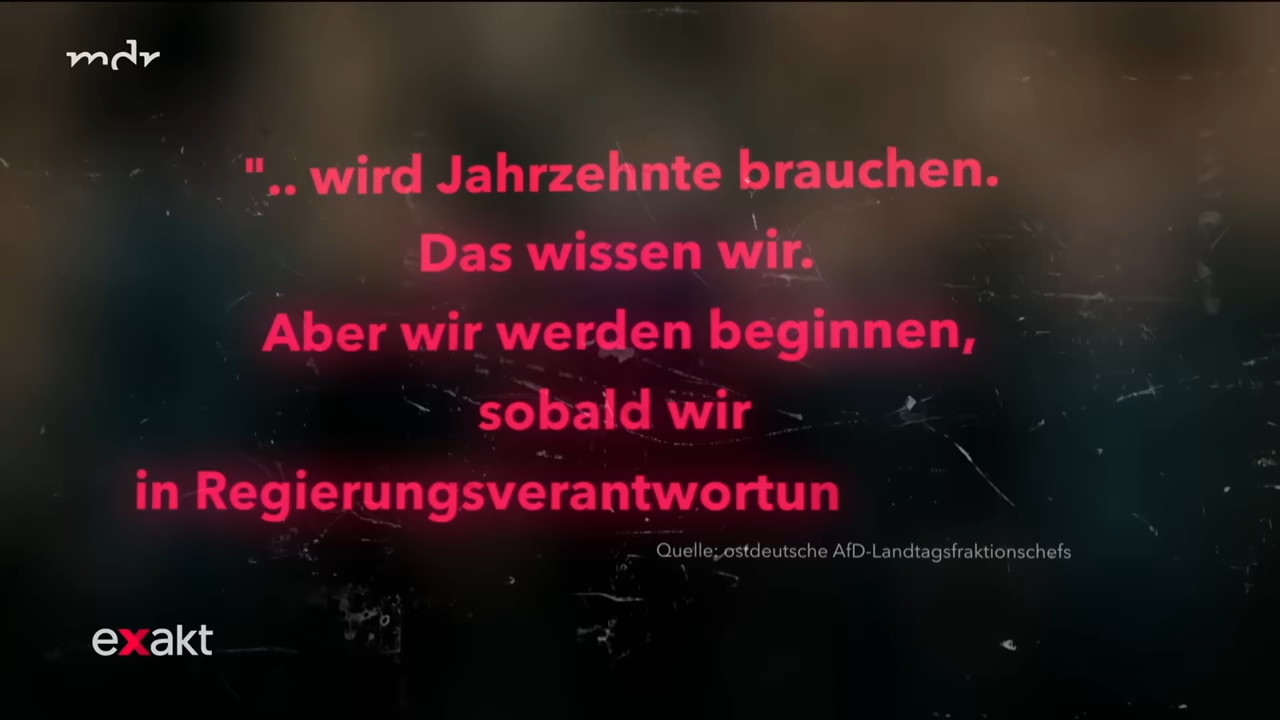 mdr
".. wird Jahrzehnte brauchen.
Das wissen wir.
Aber wir werden beginnen,
sobald wir
in Regierungsverantwortun
Quelle: ostdeutsche AfD-Landtagsfraktionschefs
exakt